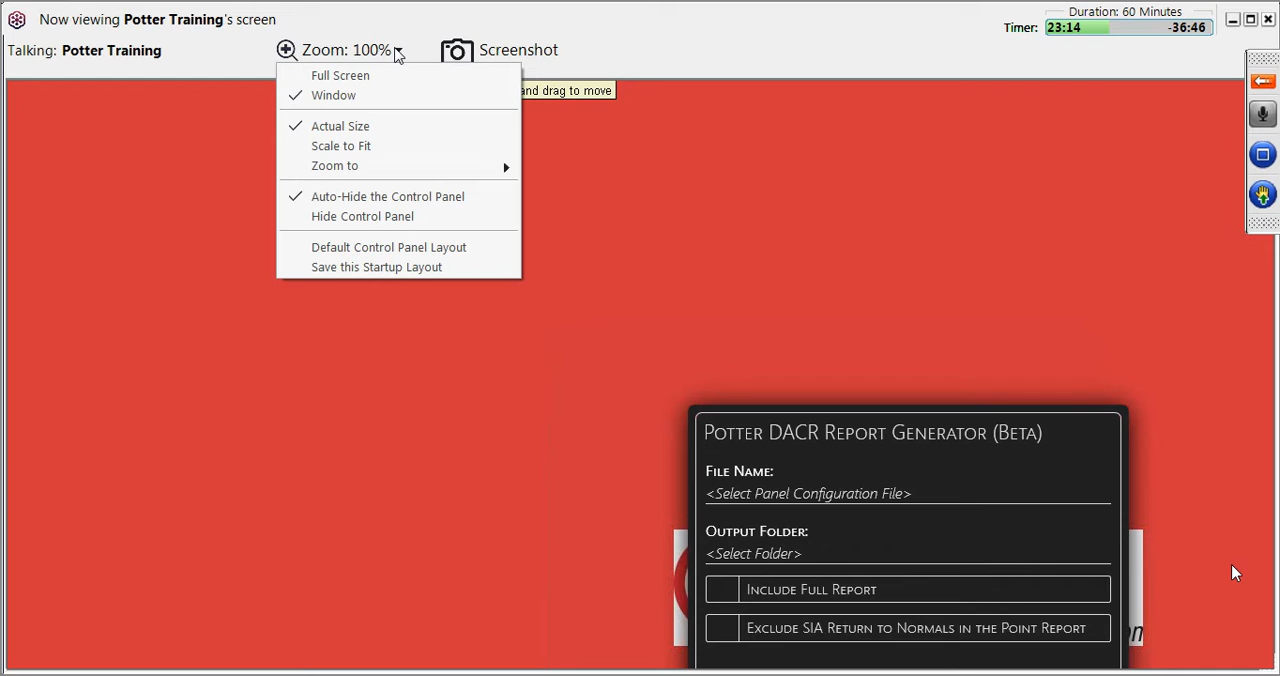 Now viewing Potter Training's screen
Duration: 60 Minutes
Timer: 23:14 -36:46
Talking: Potter Training
Zoom: 100%
Screenshot
and drag to move
Full Screen
Window
Actual Size
Scale to Fit
Zoom to
Auto-Hide the Control Panel
Hide Control Panel
Default Control Panel Layout
Save this Startup Layout
Potter DACR Report Generator (Beta)
File Name:
<Select Panel Configuration File>
Output Folder:
<Select Folder>
Include Full Report
Exclude SIA Return to Normals in the Point Report
on